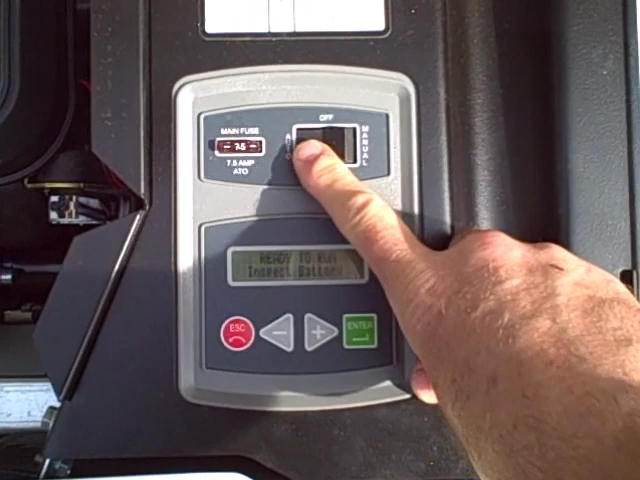 OFF
MAIN FUSE
7.5
7.5 AMP
ATO
MANUAL
READY TO Run
Inspect Battery
ESC
−
+
ENTER